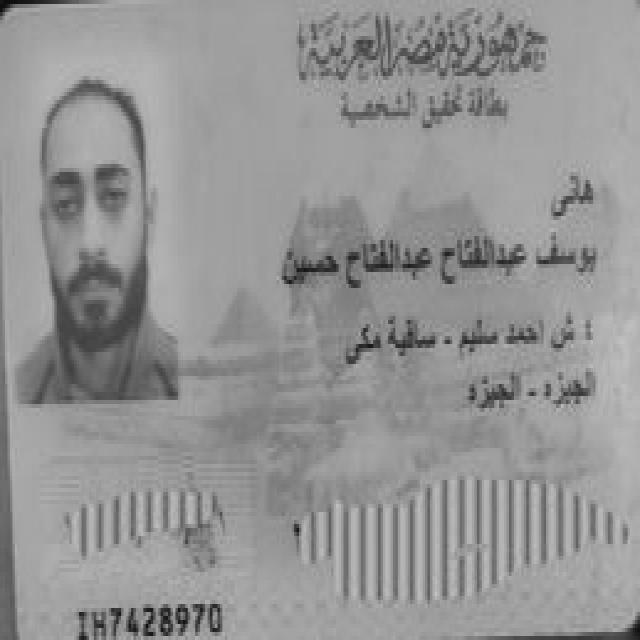 جمهورية مصر العربية
بطاقة تحقيق الشخصية
هانى
يوسف عبدالفتاح عبدالفتاح حسين
٤ ش احمد سليم - ساقية مكى
الجيزه - الجيزه
IH7428970